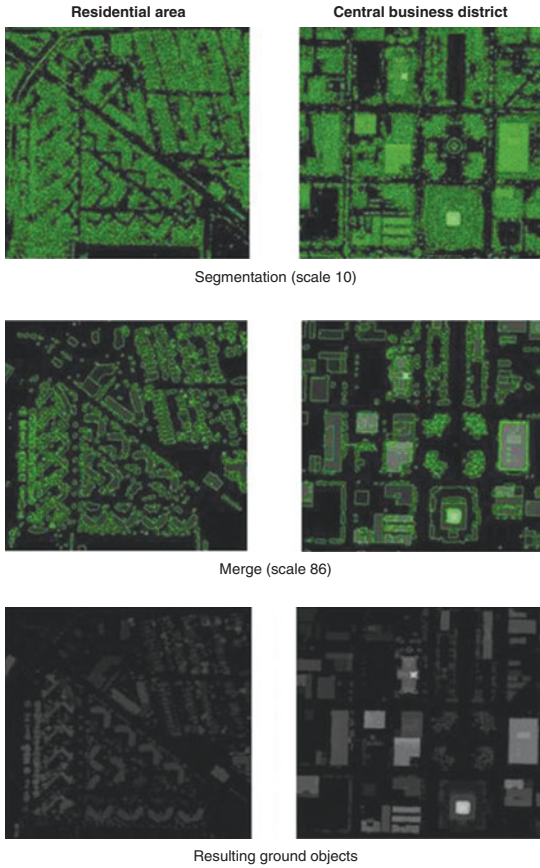 Residential area
Central business district
Segmentation (scale 10)
Merge (scale 86)
Resulting ground objects